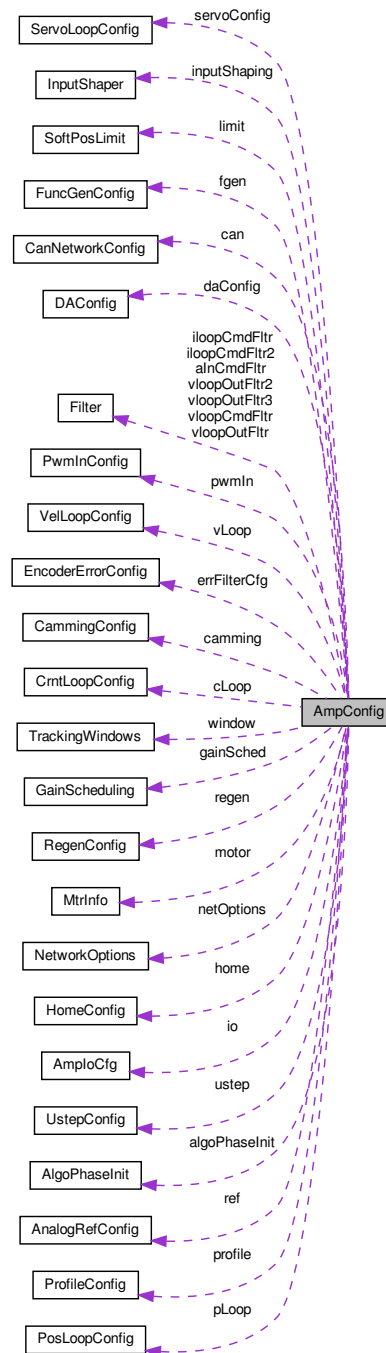 servoConfig
ServoLoopConfig
inputShaping
InputShaper
limit
SoftPosLimit
fgen
FuncGenConfig
can
CanNetworkConfig
daConfig
DAConfig
iloopCmdFltr
iloopCmdFltr2
aInCmdFltr
vloopOutFltr2
vloopOutFltr3
vloopCmdFltr
vloopOutFltr
Filter
pwmIn
PwmInConfig
vLoop
VelLoopConfig
errFilterCfg
EncoderErrorConfig
camming
CammingConfig
cLoop
CrntLoopConfig
AmpConfig
window
TrackingWindows
gainSched
GainScheduling
regen
RegenConfig
motor
MtrInfo
netOptions
NetworkOptions
home
HomeConfig
io
AmpIoCfg
ustep
UstepConfig
algoPhaseInit
AlgoPhaseInit
ref
AnalogRefConfig
profile
ProfileConfig
pLoop
PosLoopConfig